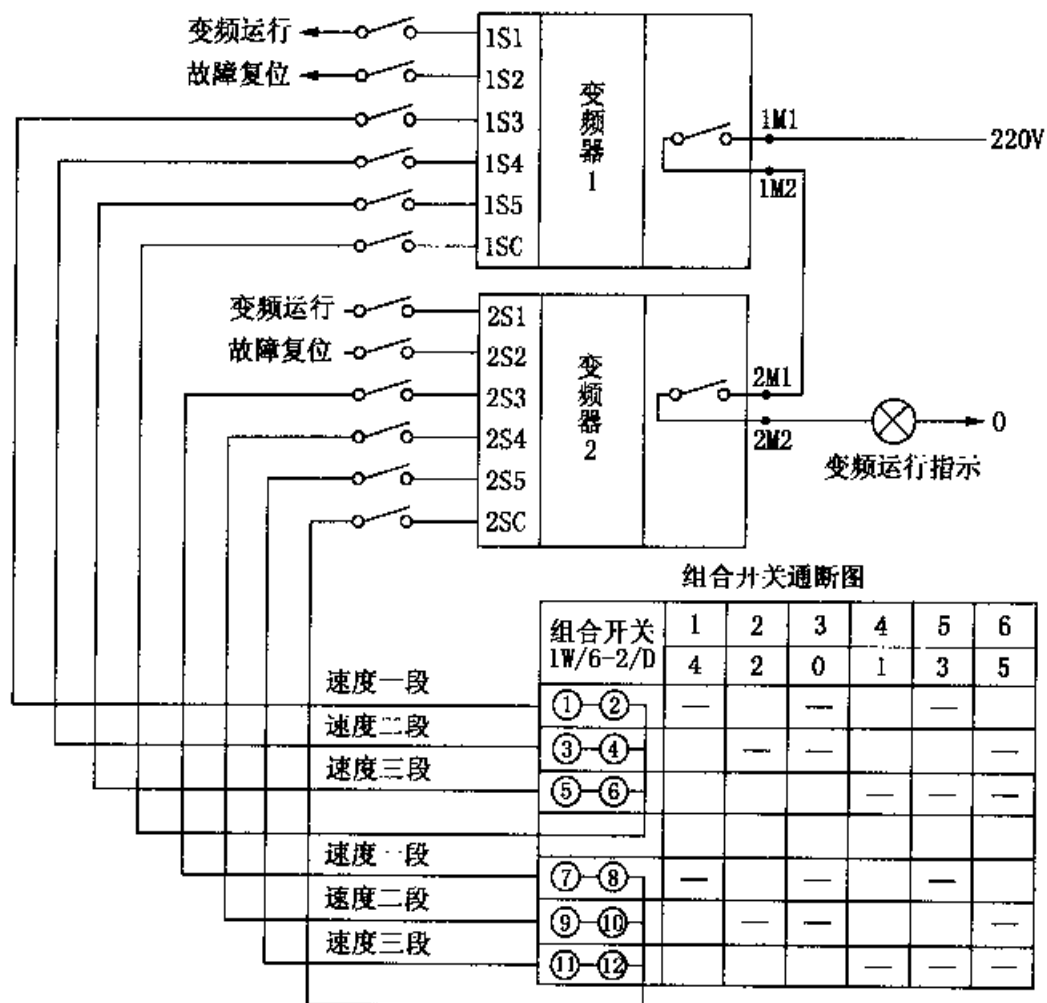 变频运行
故障复位
1S1
1S2
1S3
1S4
1S5
1SC
变频器1
1M1
1M2
220V
变频运行
故障复位
2S1
2S2
2S3
2S4
2S5
2SC
变频器2
2M1
2M2
0
变频运行指示
组合开关通断图
组合开关 1 2 3 4 5 6
1W/6-2/D 4 2 0 1 3 5
速度一段 ①-② — — —
速度二段 ③-④ — — —
速度三段 ⑤-⑥ — — —
速度一段 ⑦-⑧ — — —
速度二段 ⑨-⑩ — — —
速度三段 ⑪-⑫ — — —